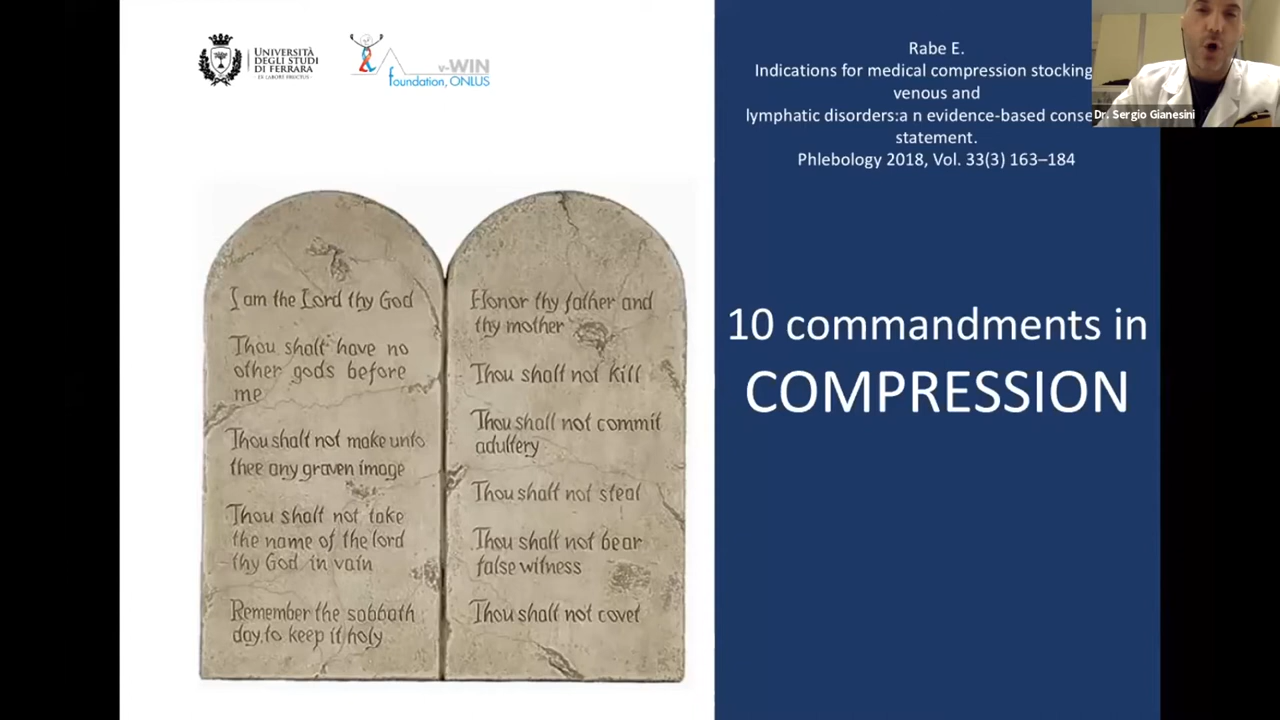 UNIVERSITÀ
DEGLI STUDI
DI FERRARA
- EX LABORE FRUCTUS -
v-WIN
foundation, ONLUS
I am the Lord thy God
Thou shalt have no
other gods before
me
Thou shalt not make unto
thee any graven image
Thou shalt not take
the name of the lord
thy God in vain
Remember the sabbath
day, to keep it holy
Honor thy father and
thy mother
Thou shalt not kill
Thou shall not commit
adultery
Thou shalt not steal
Thou shalt not bear
false witness
Thou shalt not covet
Rabe E.
Indications for medical compression stocking
venous and
lymphatic disorders:a n evidence-based conse
statement.
Phlebology 2018, Vol. 33(3) 163–184
10 commandments in
COMPRESSION
Dr. Sergio Gianesini